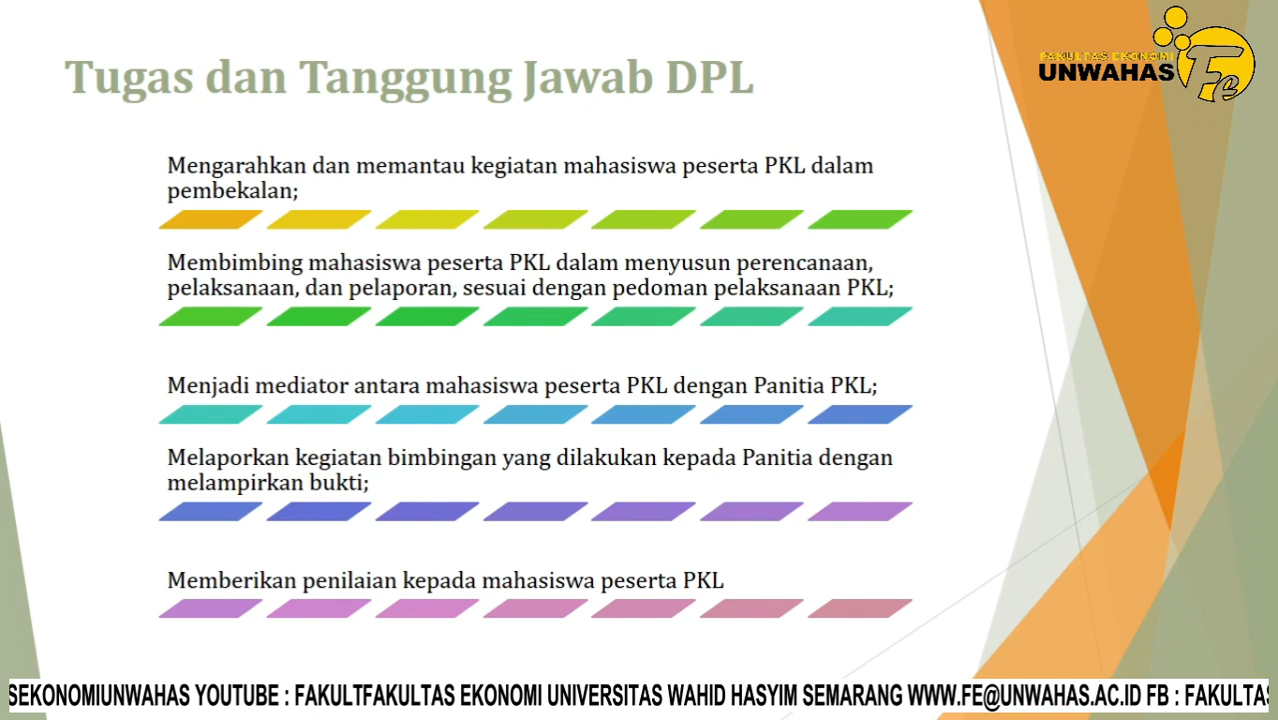 FAKULTAS EKONOMI
UNWAHAS
Fe
Tugas dan Tanggung Jawab DPL
Mengarahkan dan memantau kegiatan mahasiswa peserta PKL dalam
pembekalan;
Membimbing mahasiswa peserta PKL dalam menyusun perencanaan,
pelaksanaan, dan pelaporan, sesuai dengan pedoman pelaksanaan PKL;
Menjadi mediator antara mahasiswa peserta PKL dengan Panitia PKL;
Melaporkan kegiatan bimbingan yang dilakukan kepada Panitia dengan
melampirkan bukti;
Memberikan penilaian kepada mahasiswa peserta PKL
SEKONOMIUNWAHAS YOUTUBE : FAKULTFAKULTAS EKONOMI UNIVERSITAS WAHID HASYIM SEMARANG WWW.FE@UNWAHAS.AC.ID FB : FAKULTAS